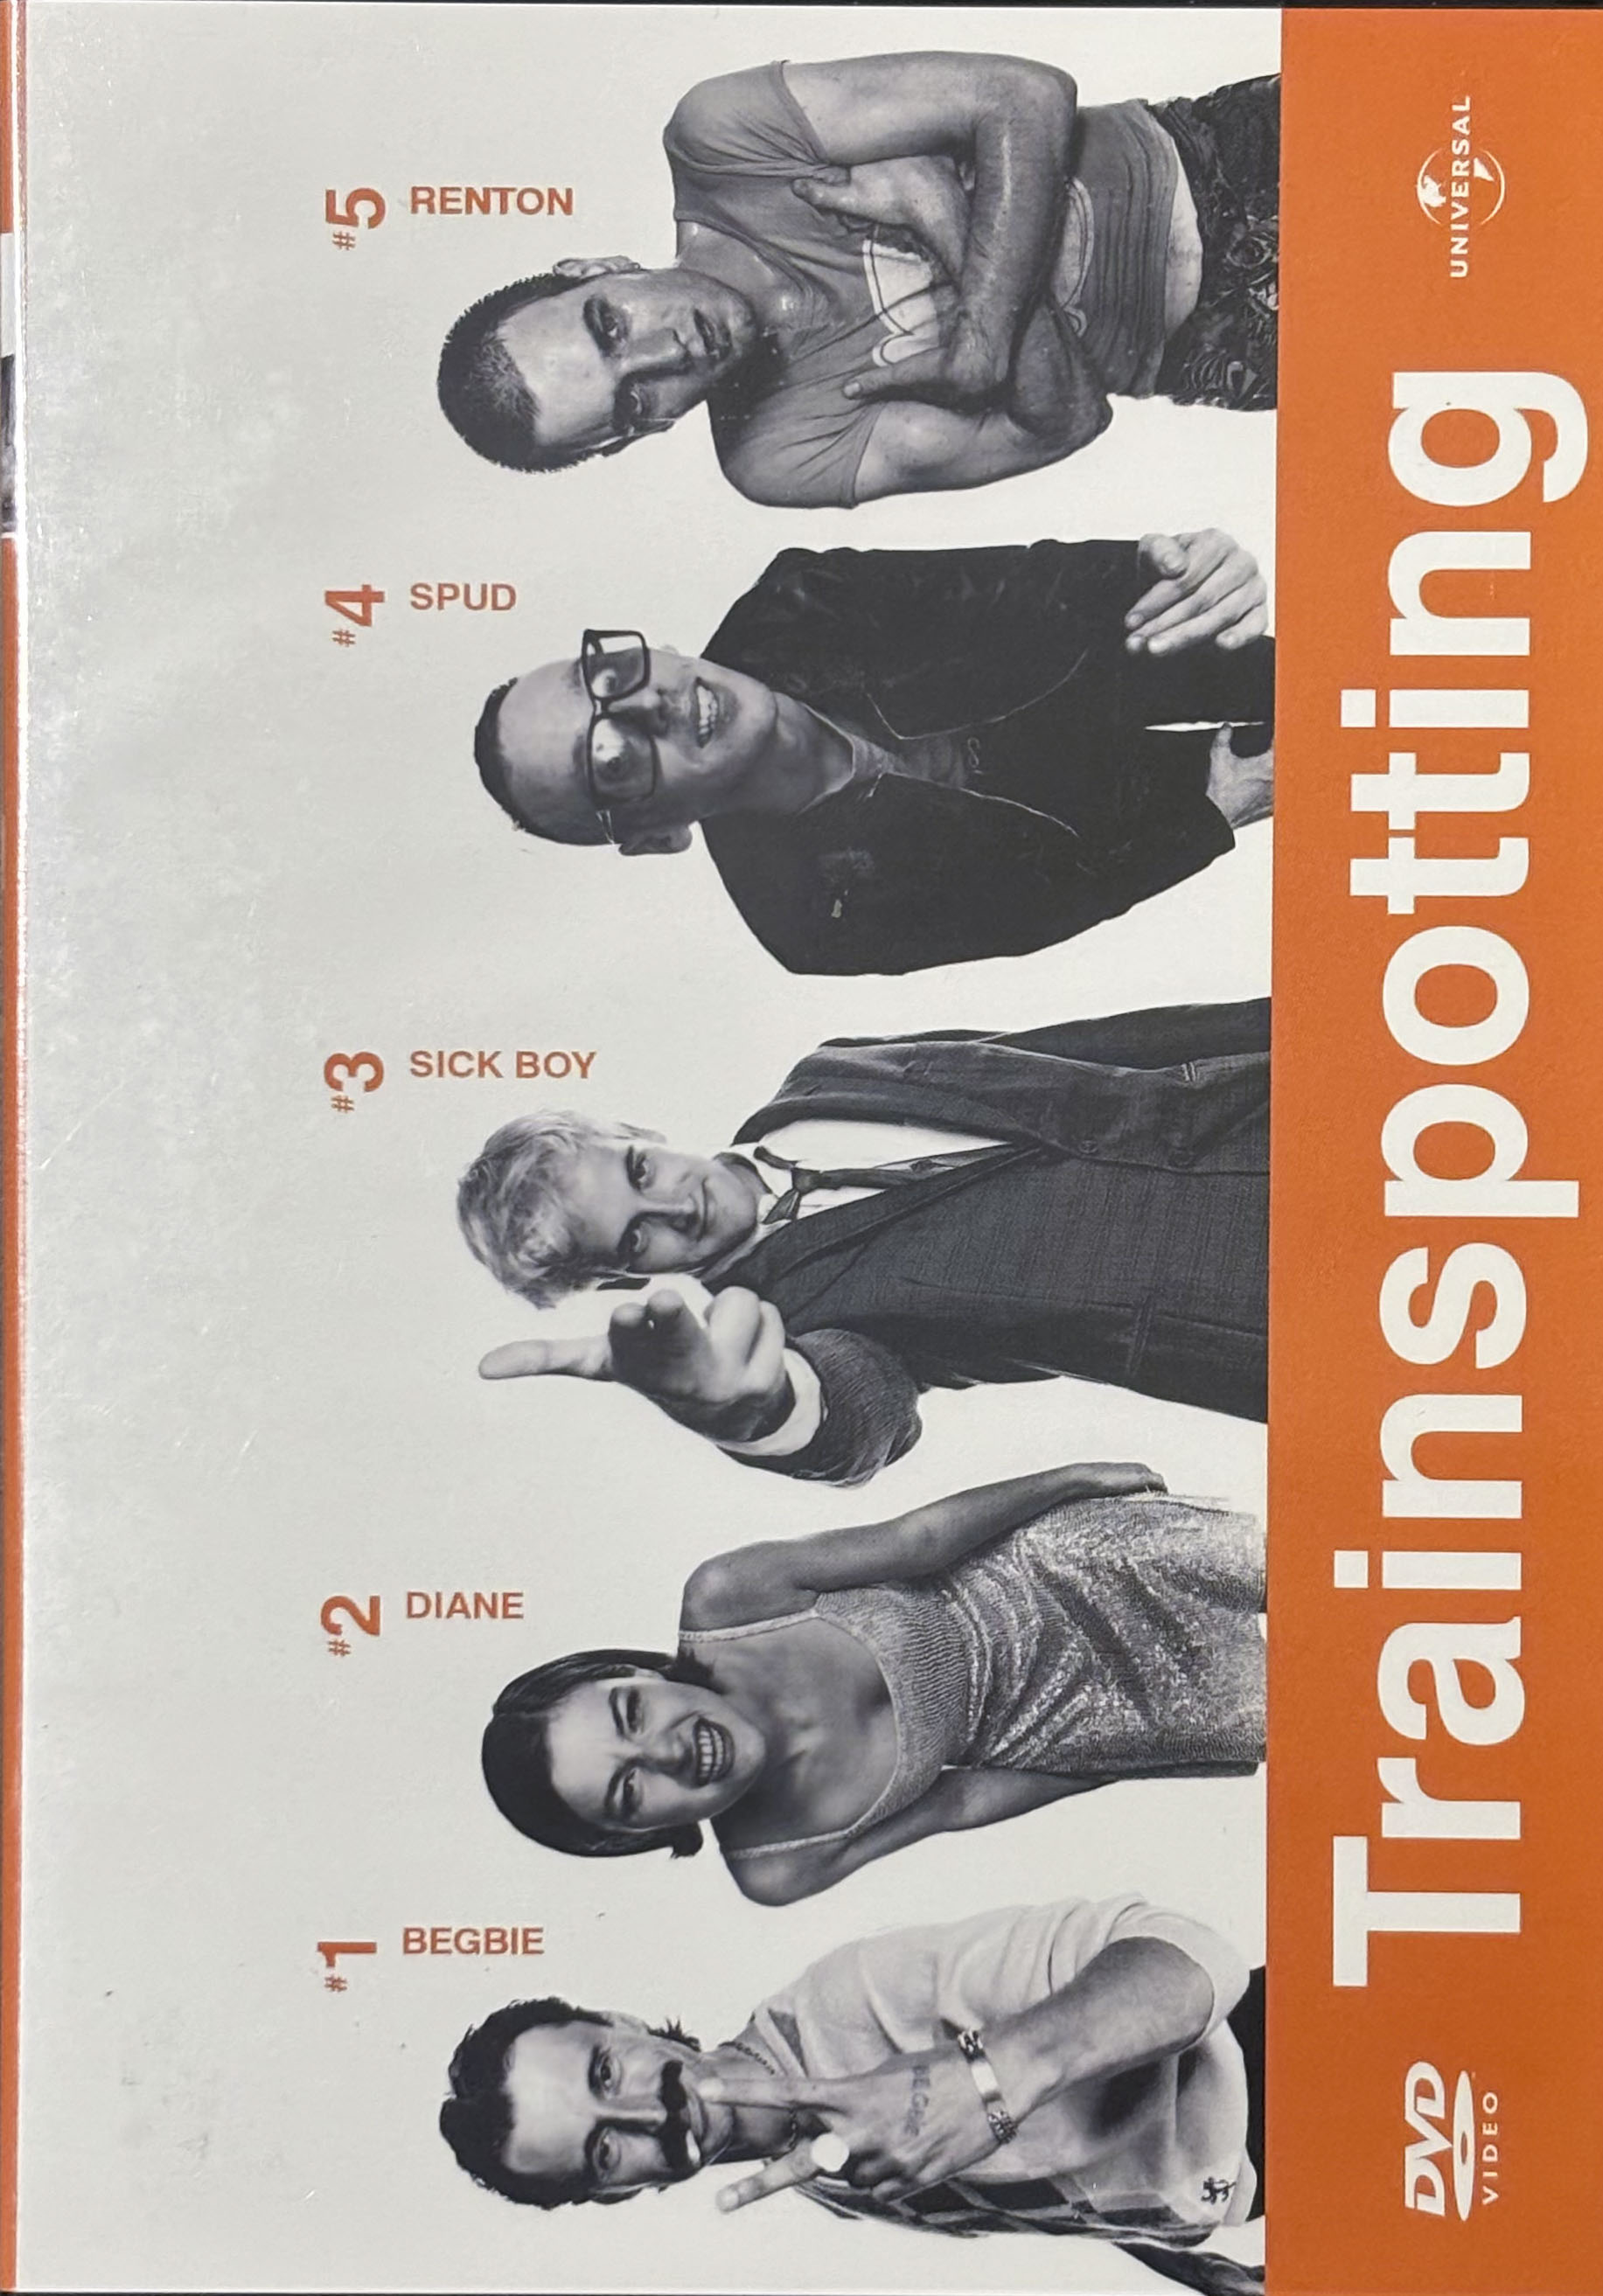 #1
BEGBIE
#2
DIANE
#3
SICK BOY
#4
SPUD
#5
RENTON
DVD
VIDEO
Trainspotting
UNIVERSAL